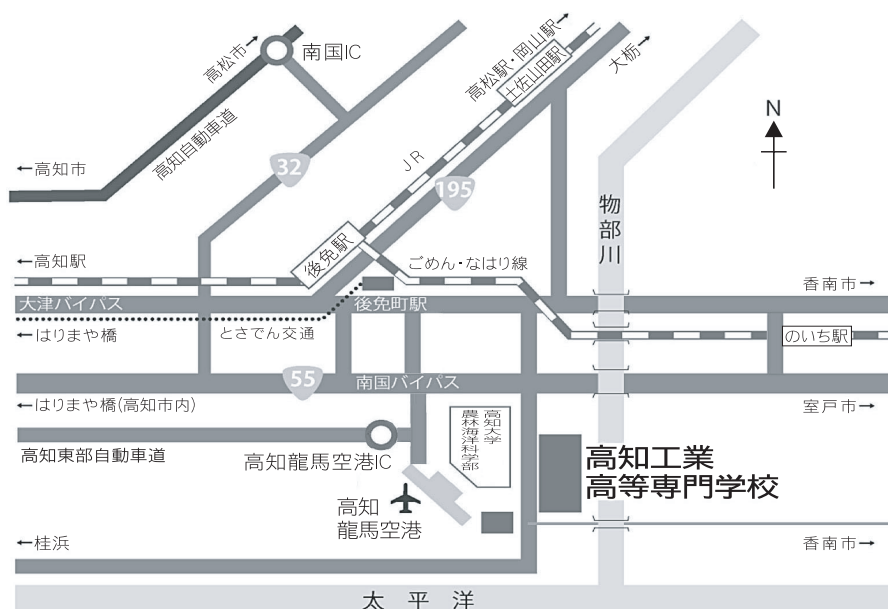 高松市→
南国IC
高松駅・岡山駅→
土佐山田駅
大栃→
N
←高知市
高知自動車道
32
JR
195
物部川
後免駅
←高知駅
ごめん・なはり線
香南市→
大津バイパス
後免町駅
←はりまや橋
とさでん交通
のいち駅
55
南国バイパス
←はりまや橋(高知市内)
室戸市→
高知東部自動車道
高知龍馬空港IC
高知大学
農林海洋科学部
高知工業
高等専門学校
高知
龍馬空港
←桂浜
香南市→
太平洋